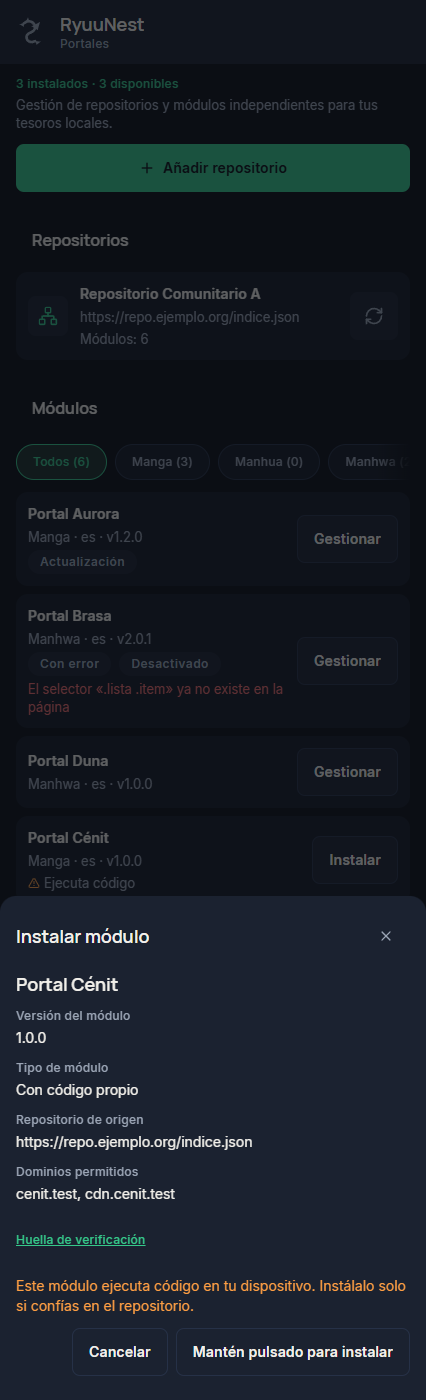 RyuuNest
Portales
3 instalados · 3 disponibles
Gestión de repositorios y módulos independientes para tus
tesoros locales.
Añadir repositorio
Repositorios
Repositorio Comunitario A
https://repo.ejemplo.org/indice.json
Módulos: 6
Módulos
Todos (6)
Manga (3)
Manhua (0)
Manhwa (
Portal Aurora
Manga · es · v1.2.0
Actualización
Gestionar
Portal Brasa
Manhwa · es · v2.0.1
Con error
Desactivado
El selector «.lista .item» ya no existe en la
página
Gestionar
Portal Duna
Manhwa · es · v1.0.0
Gestionar
Portal Cénit
Manga · es · v1.0.0
Ejecuta código
Instalar
Instalar módulo
Portal Cénit
Versión del módulo
1.0.0
Tipo de módulo
Con código propio
Repositorio de origen
https://repo.ejemplo.org/indice.json
Dominios permitidos
cenit.test, cdn.cenit.test
Huella de verificación
Este módulo ejecuta código en tu dispositivo. Instálalo solo
si confías en el repositorio.
Cancelar
Mantén pulsado para instalar